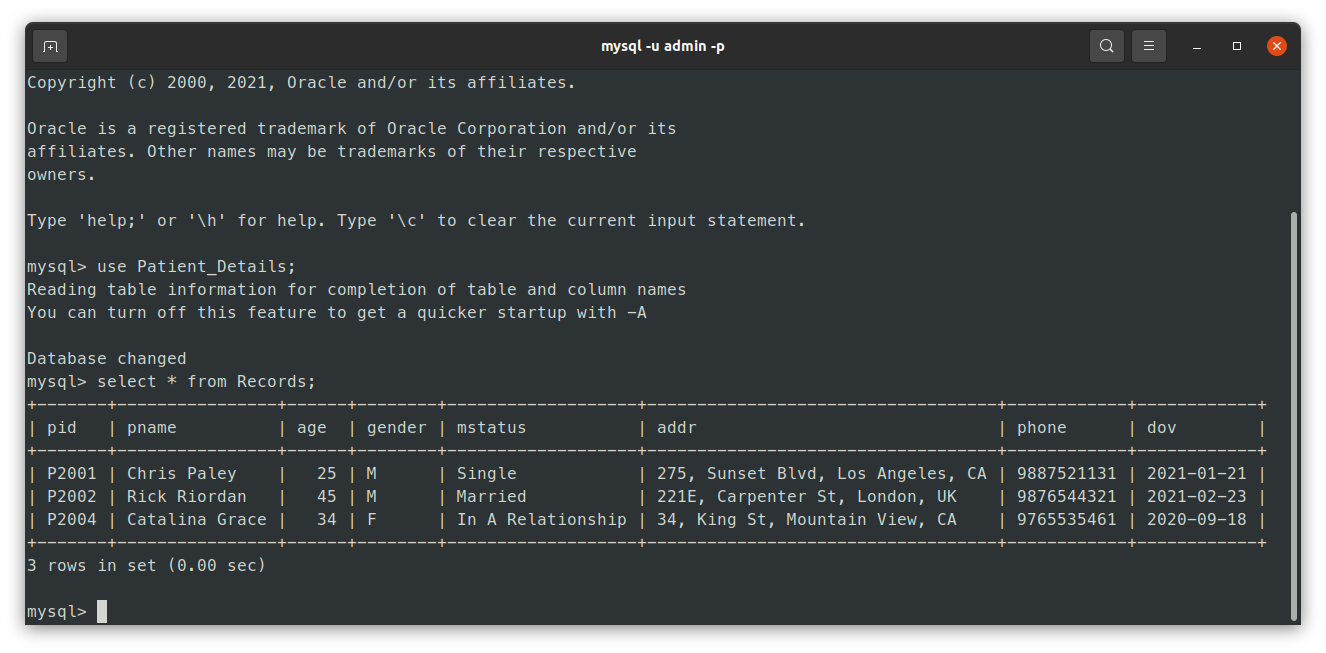 mysql -u admin -p
Copyright (c) 2000, 2021, Oracle and/or its affiliates.
Oracle is a registered trademark of Oracle Corporation and/or its
affiliates. Other names may be trademarks of their respective
owners.
Type 'help;' or '\h' for help. Type '\c' to clear the current input statement.
mysql> use Patient_Details;
Reading table information for completion of table and column names
You can turn off this feature to get a quicker startup with -A
Database changed
mysql> select * from Records;
+-------+----------------+------+--------+-------------------+-----------------------------------+------------+------------+
| pid   | pname          | age  | gender | mstatus           | addr                              | phone      | dov        |
+-------+----------------+------+--------+-------------------+-----------------------------------+------------+------------+
| P2001 | Chris Paley    |   25 | M      | Single            | 275, Sunset Blvd, Los Angeles, CA | 9887521131 | 2021-01-21 |
| P2002 | Rick Riordan   |   45 | M      | Married           | 221E, Carpenter St, London, UK    | 9876544321 | 2021-02-23 |
| P2004 | Catalina Grace |   34 | F      | In A Relationship | 34, King St, Mountain View, CA    | 9765535461 | 2020-09-18 |
+-------+----------------+------+--------+-------------------+-----------------------------------+------------+------------+
3 rows in set (0.00 sec)
mysql>